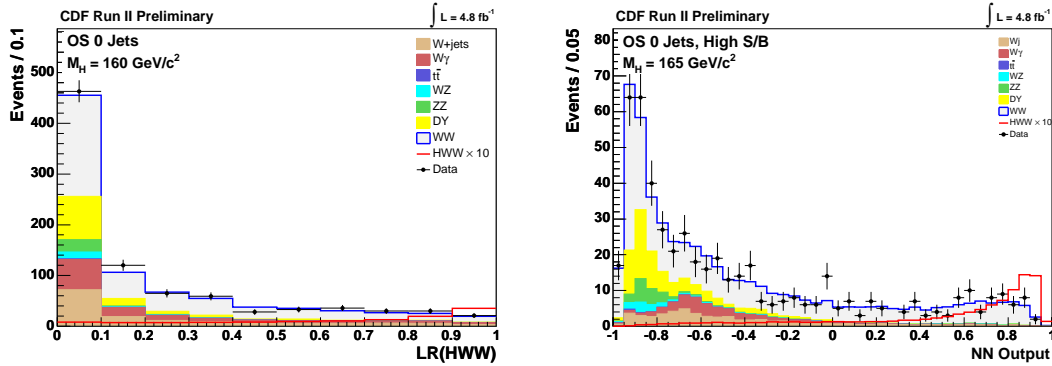 CDF Run II Preliminary
∫ L = 4.8 fb⁻¹
OS 0 Jets
M_H = 160 GeV/c²
W+jets
Wγ
tt̄
WZ
ZZ
DY
WW
HWW × 10
Data
Events / 0.1
500
400
300
200
100
0
0 0.1 0.2 0.3 0.4 0.5 0.6 0.7 0.8 0.9 1
LR(HWW)
CDF Run II Preliminary
∫ L = 4.8 fb⁻¹
OS 0 Jets, High S/B
M_H = 165 GeV/c²
Wj
Wγ
tt̄
WZ
ZZ
DY
WW
HWW × 10
Data
Events / 0.05
80
70
60
50
40
30
20
10
0
-1 -0.8 -0.6 -0.4 -0.2 0 0.2 0.4 0.6 0.8 1
NN Output